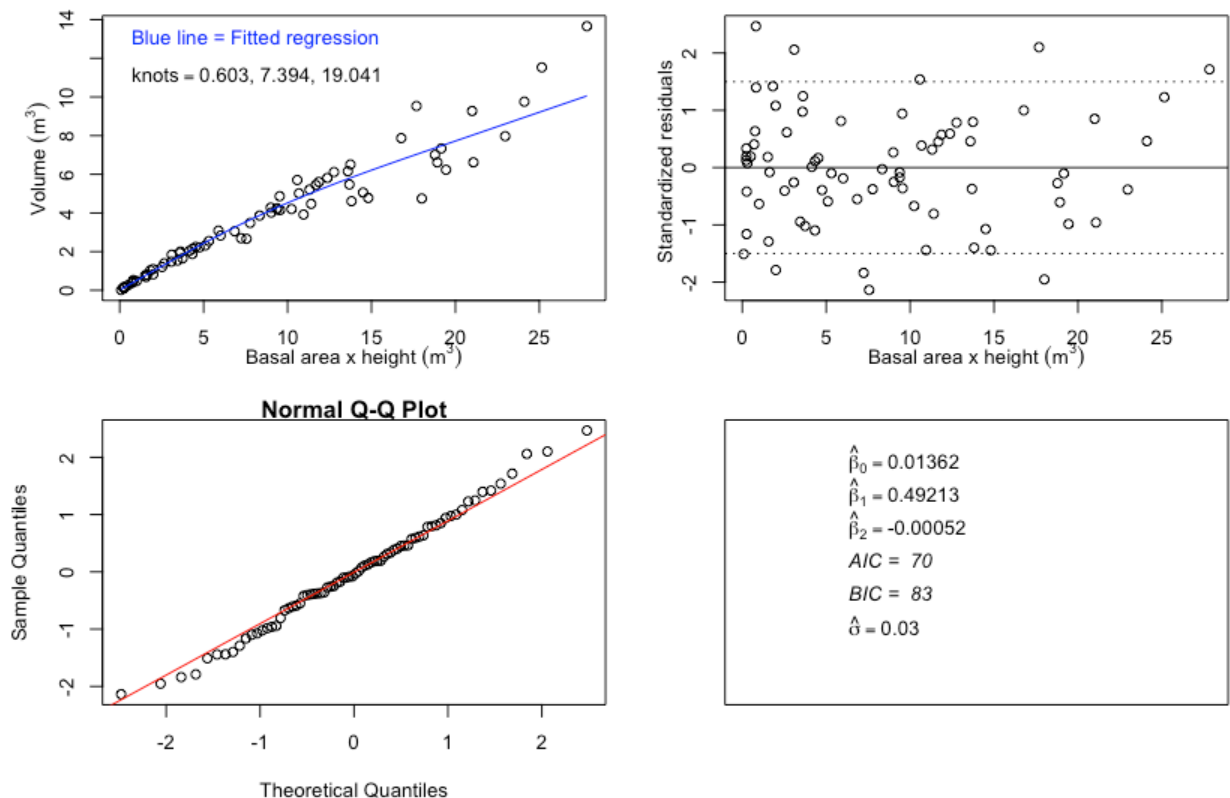 Blue line = Fitted regression
knots = 0.603, 7.394, 19.041
Volume (m³)
0 2 4 6 8 10 12 14
0 5 10 15 20 25
Basal area x height (m³)
Standardized residuals
-2 -1 0 1 2
0 5 10 15 20 25
Basal area x height (m³)
Normal Q-Q Plot
Sample Quantiles
-2 -1 0 1 2
-2 -1 0 1 2
Theoretical Quantiles
β̂₀ = 0.01362
β̂₁ = 0.49213
β̂₂ = -0.00052
AIC = 70
BIC = 83
σ̂ = 0.03